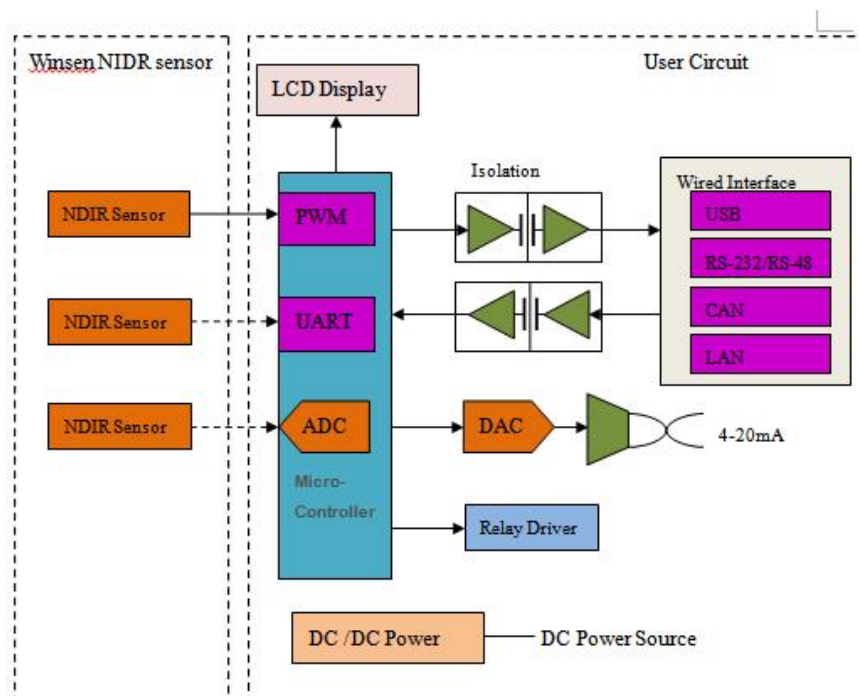 Winsen NIDR sensor
User Circuit
LCD Display
Isolation
Wired Interface
NDIR Sensor
PWM
USB
RS-232/RS-48
NDIR Sensor
UART
CAN
LAN
NDIR Sensor
ADC
DAC
4-20mA
Micro-
Controller
Relay Driver
DC /DC Power
DC Power Source